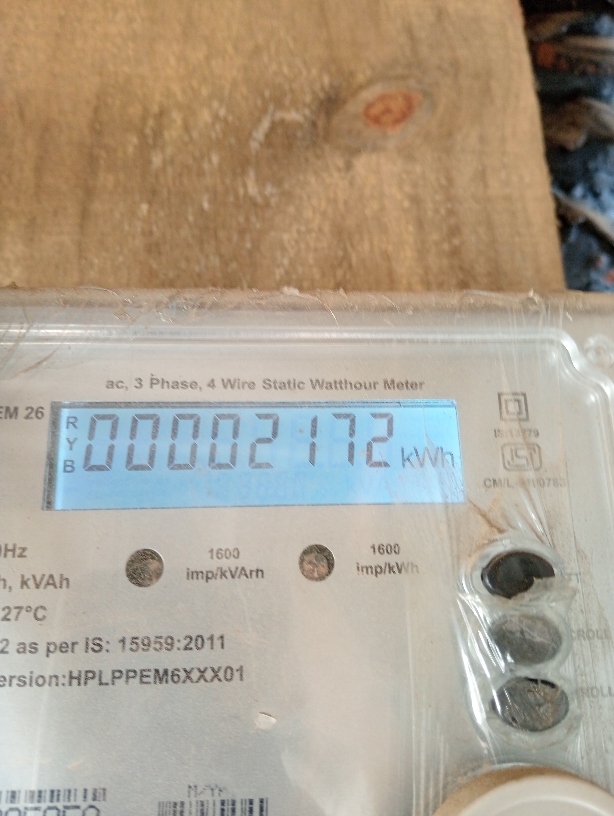 ac, 3 Phase, 4 Wire Static Watthour Meter
EM 26
R
Y
B
00002172 kWh
Hz
1600
imp/kVArh
1600
imp/kWh
h, kVAh
27°C
2 as per IS: 15959:2011
ersion:HPLPPEM6XXX01